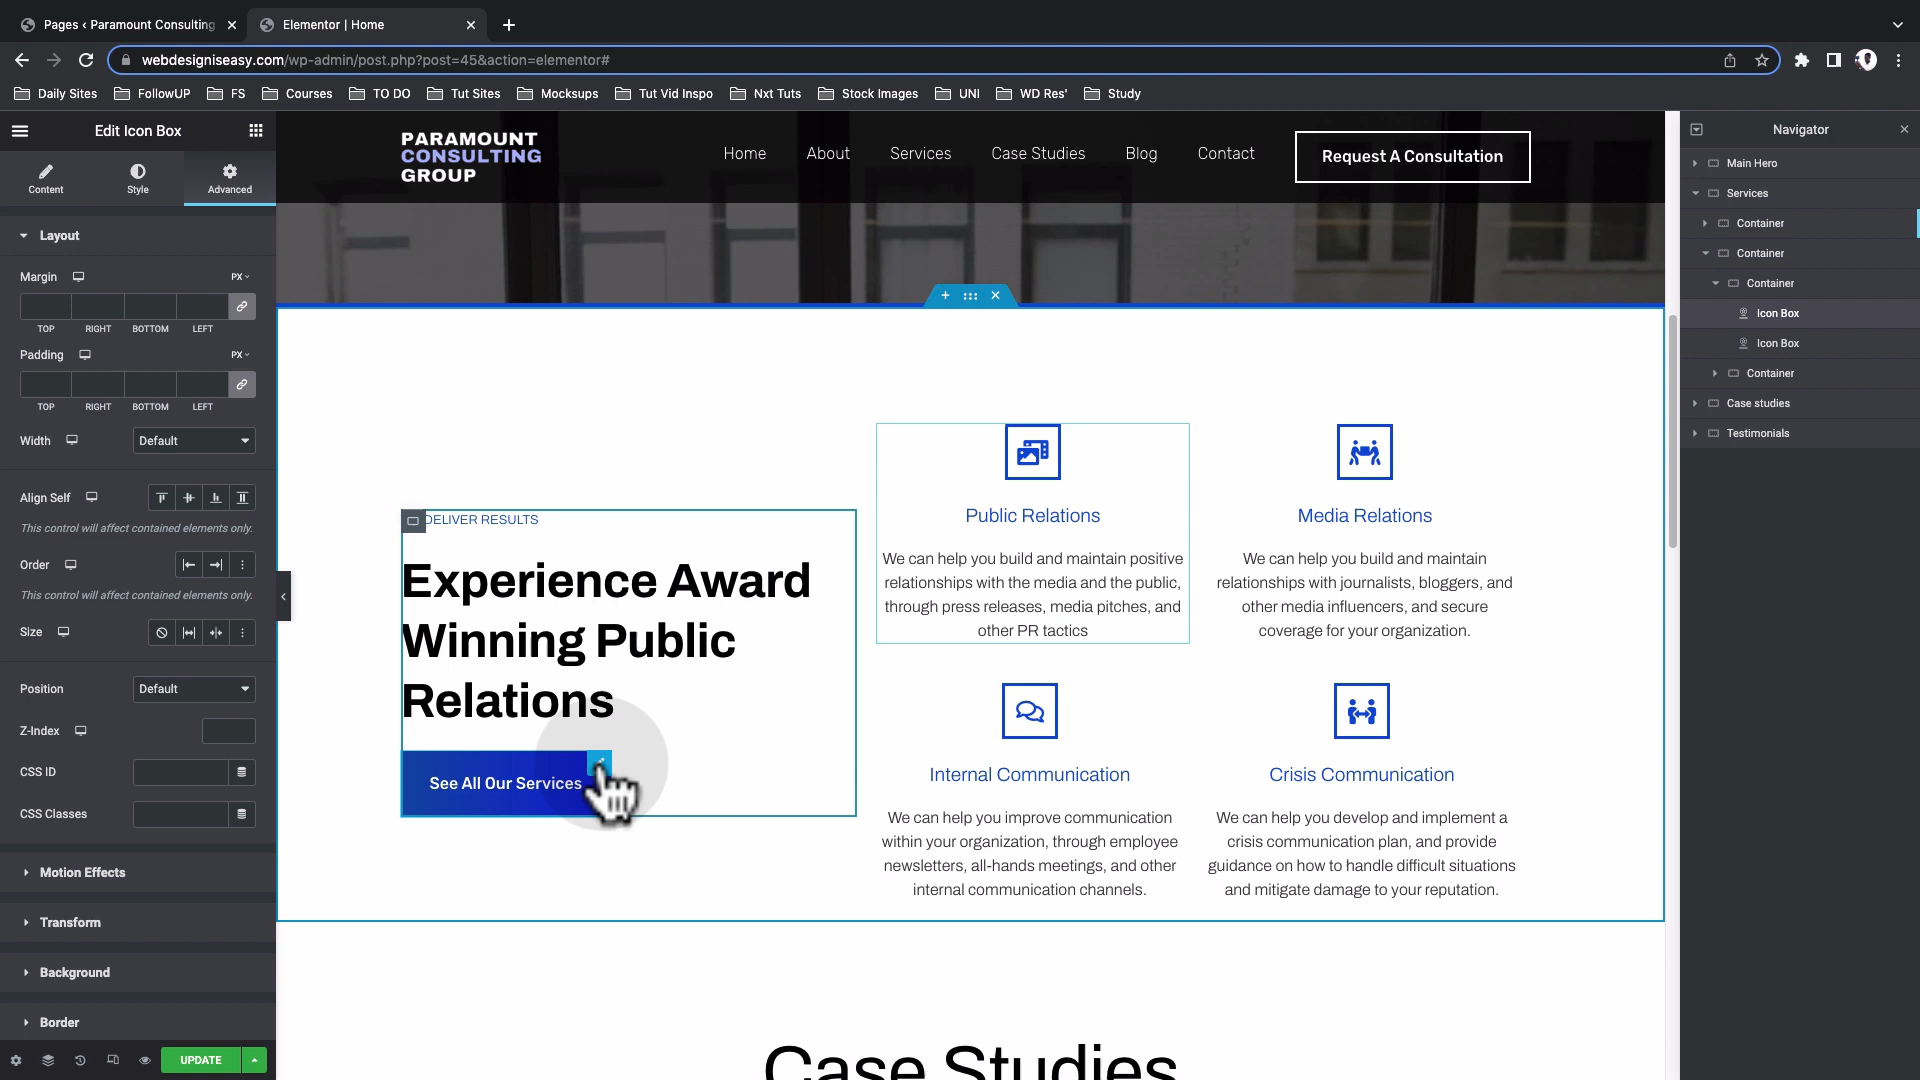 Pages ‹ Paramount Consulting
Elementor | Home
webdesigniseasy.com/wp-admin/post.php?post=45&action=elementor#
Daily Sites
FollowUP
FS
Courses
TO DO
Tut Sites
Mocksups
Tut Vid Inspo
Nxt Tuts
Stock Images
UNI
WD Res'
Study
Edit Icon Box
Content
Style
Advanced
Layout
Margin
PX
TOP
RIGHT
BOTTOM
LEFT
Padding
PX
TOP
RIGHT
BOTTOM
LEFT
Width
Default
Align Self
This control will affect contained elements only.
Order
This control will affect contained elements only.
Size
Position
Default
Z-Index
CSS ID
CSS Classes
Motion Effects
Transform
Background
Border
UPDATE
PARAMOUNT
CONSULTING
GROUP
Home
About
Services
Case Studies
Blog
Contact
Request A Consultation
DELIVER RESULTS
Experience Award
Winning Public
Relations
See All Our Services
Public Relations
We can help you build and maintain positive
relationships with the media and the public,
through press releases, media pitches, and
other PR tactics
Media Relations
We can help you build and maintain
relationships with journalists, bloggers, and
other media influencers, and secure
coverage for your organization.
Internal Communication
We can help you improve communication
within your organization, through employee
newsletters, all-hands meetings, and other
internal communication channels.
Crisis Communication
We can help you develop and implement a
crisis communication plan, and provide
guidance on how to handle difficult situations
and mitigate damage to your reputation.
Case Studies
Navigator
Main Hero
Services
Container
Container
Container
Icon Box
Icon Box
Container
Case studies
Testimonials